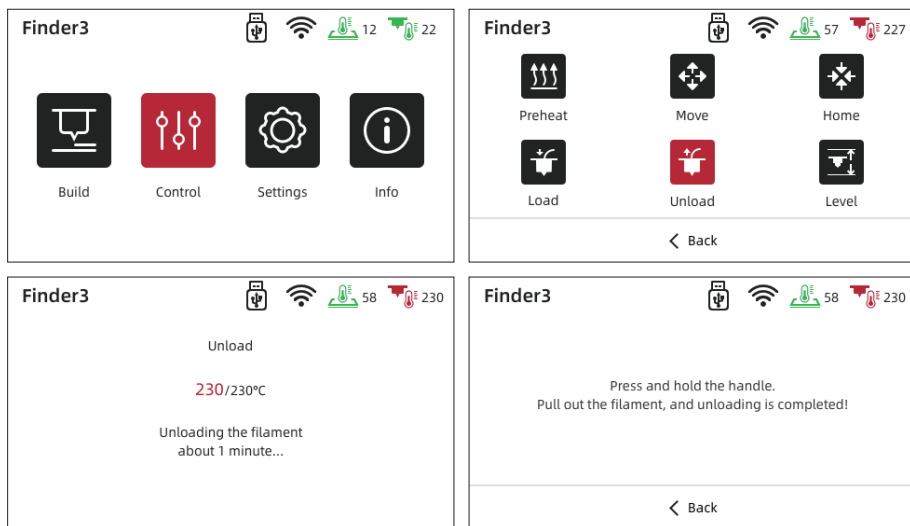 Finder3 12 22
Build Control Settings Info
Finder3 57 227
Preheat Move Home
Load Unload Level
Back
Finder3 58 230
Unload
230/230℃
Unloading the filament
about 1 minute...
Finder3 58 230
Press and hold the handle.
Pull out the filament, and unloading is completed!
Back